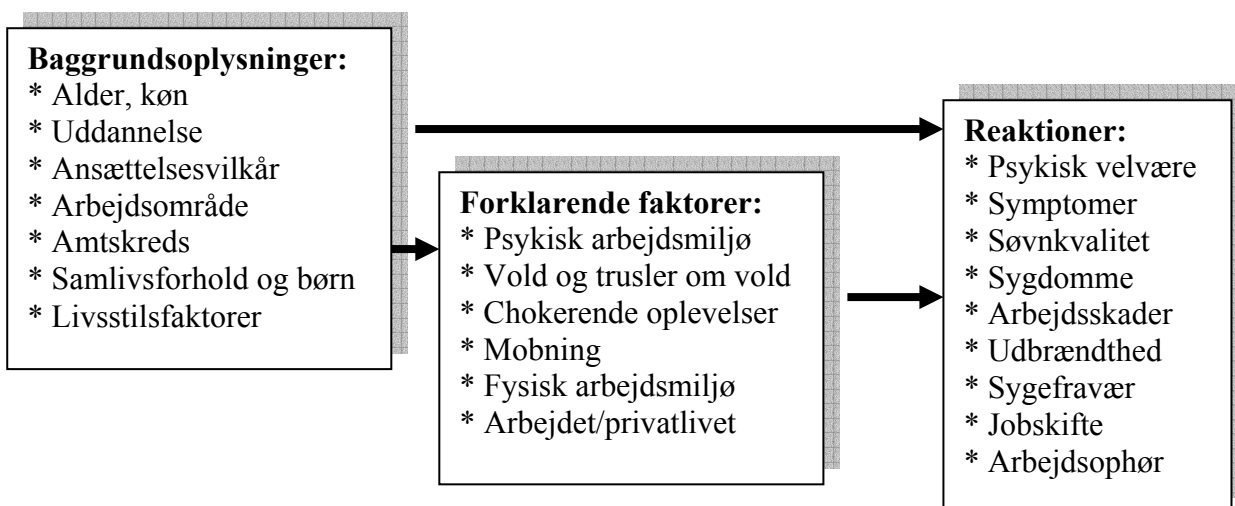 Baggrundsoplysninger:
* Alder, køn
* Uddannelse
* Ansættelsesvilkår
* Arbejdsområde
* Amtskreds
* Samlivsforhold og børn
* Livsstilsfaktorer
Forklarende faktorer:
* Psykisk arbejdsmiljø
* Vold og trusler om vold
* Chokerende oplevelser
* Mobning
* Fysisk arbejdsmiljø
* Arbejdet/privatlivet
Reaktioner:
* Psykisk velvære
* Symptomer
* Søvnkvalitet
* Sygdomme
* Arbejdsskader
* Udbrændthed
* Sygefravær
* Jobskifte
* Arbejdsophør